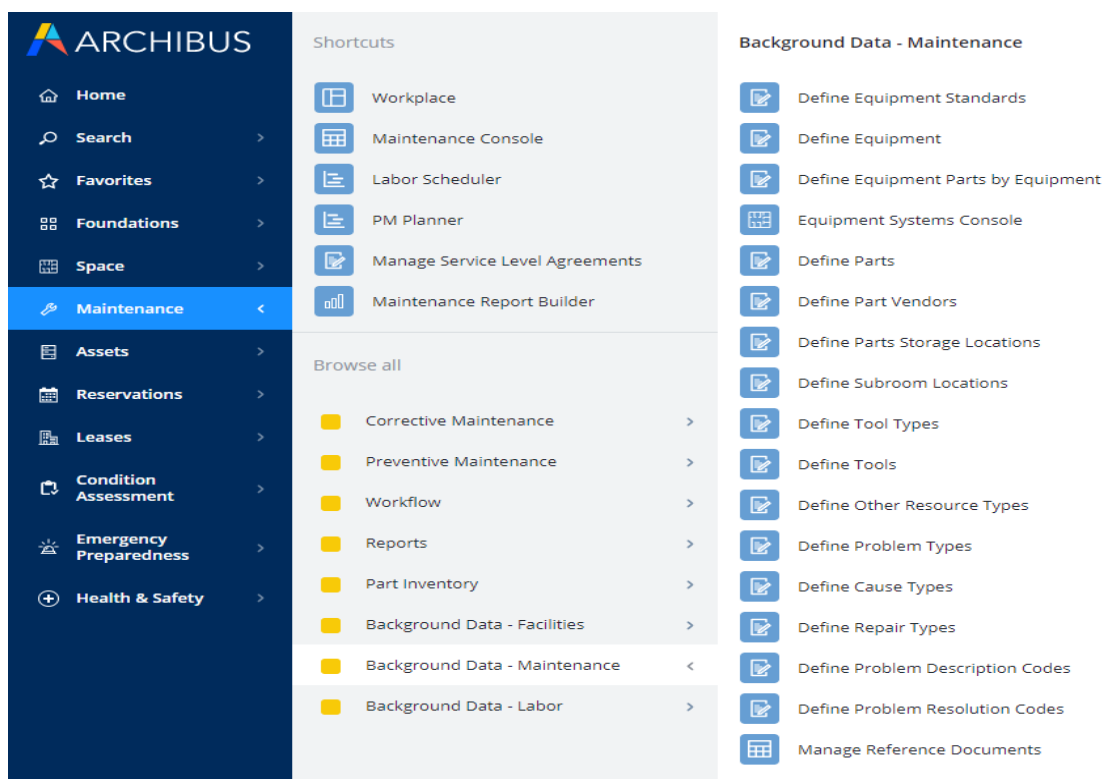 ARCHIBUS
Home
Search
Favorites
Foundations
Space
Maintenance
Assets
Reservations
Leases
Condition
Assessment
Emergency
Preparedness
Health & Safety
Shortcuts
Workplace
Maintenance Console
Labor Scheduler
PM Planner
Manage Service Level Agreements
Maintenance Report Builder
Browse all
Corrective Maintenance
Preventive Maintenance
Workflow
Reports
Part Inventory
Background Data - Facilities
Background Data - Maintenance
Background Data - Labor
Background Data - Maintenance
Define Equipment Standards
Define Equipment
Define Equipment Parts by Equipment
Equipment Systems Console
Define Parts
Define Part Vendors
Define Parts Storage Locations
Define Subroom Locations
Define Tool Types
Define Tools
Define Other Resource Types
Define Problem Types
Define Cause Types
Define Repair Types
Define Problem Description Codes
Define Problem Resolution Codes
Manage Reference Documents